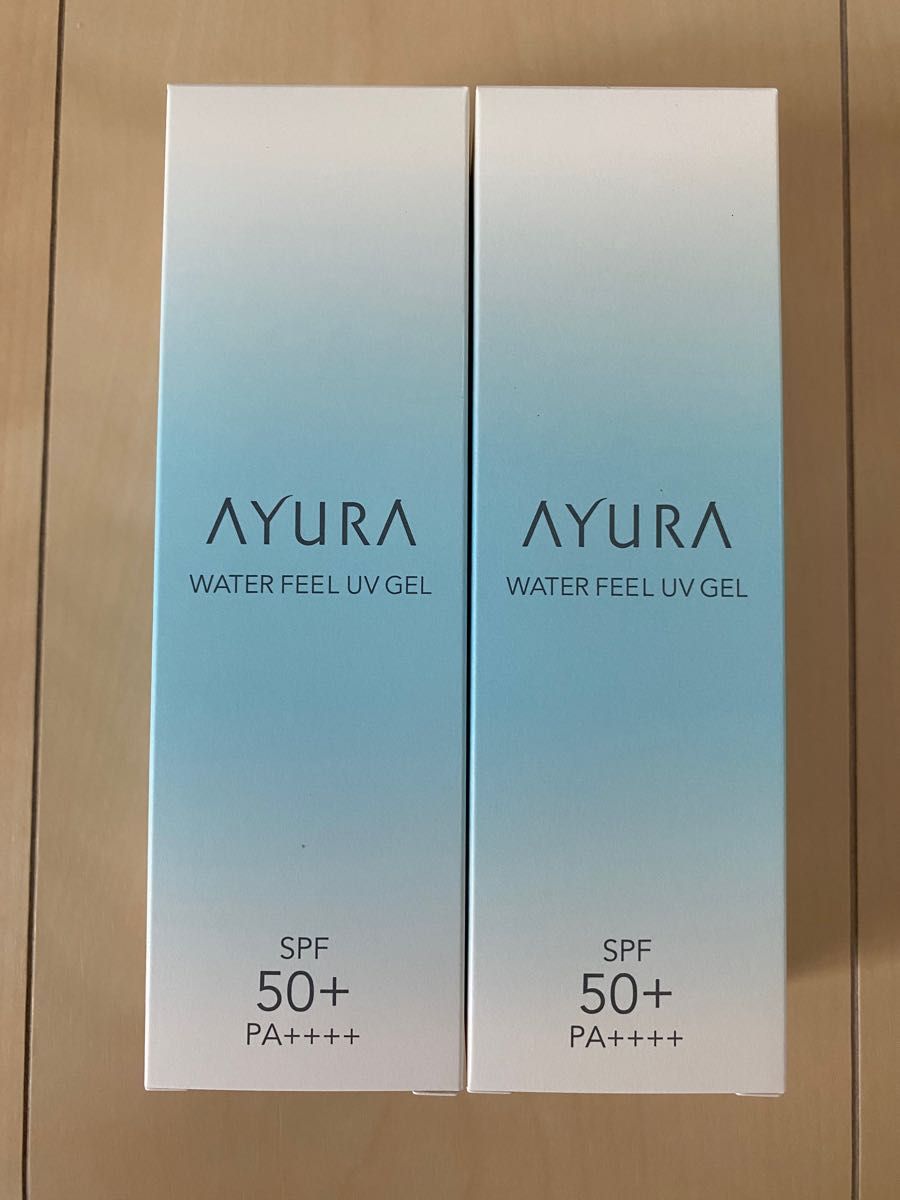 AYURA
WATER FEEL UV GEL
SPF
50+
PA++++
AYURA
WATER FEEL UV GEL
SPF
50+
PA++++